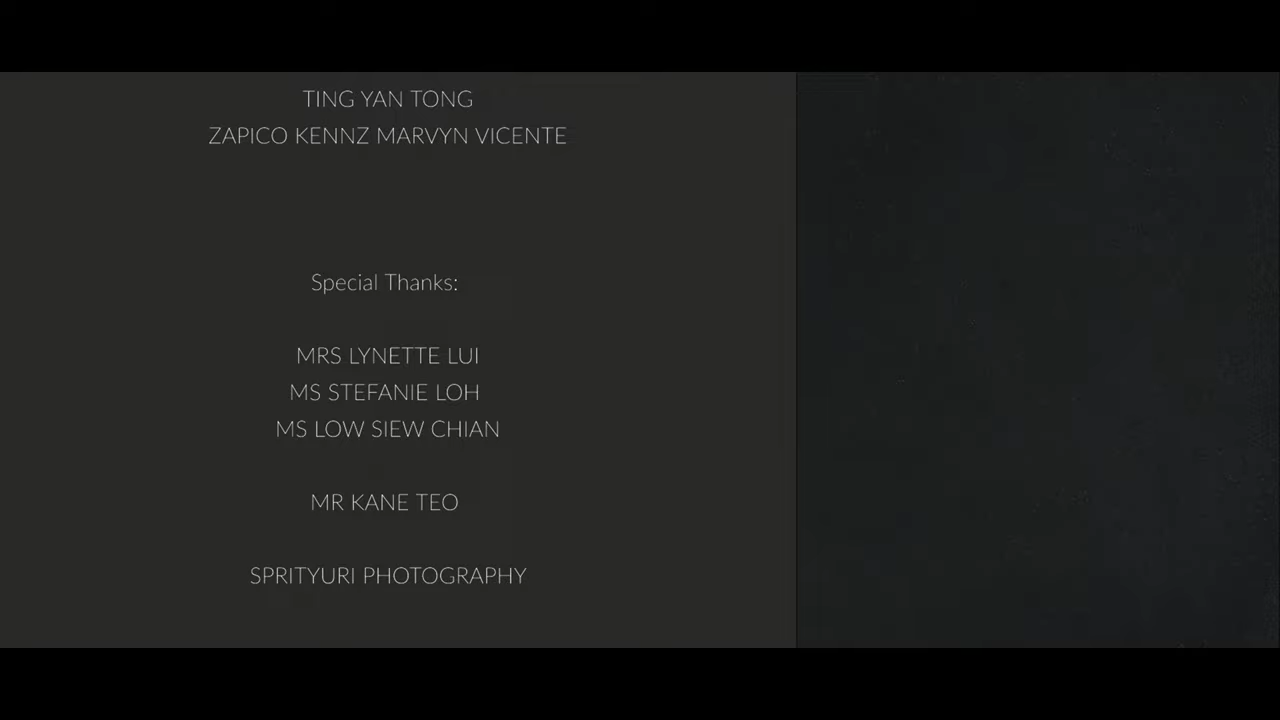 TING YAN TONG
ZAPICO KENNZ MARVYN VICENTE
Special Thanks:
MRS LYNETTE LUI
MS STEFANIE LOH
MS LOW SIEW CHIAN
MR KANE TEO
SPRITYURI PHOTOGRAPHY